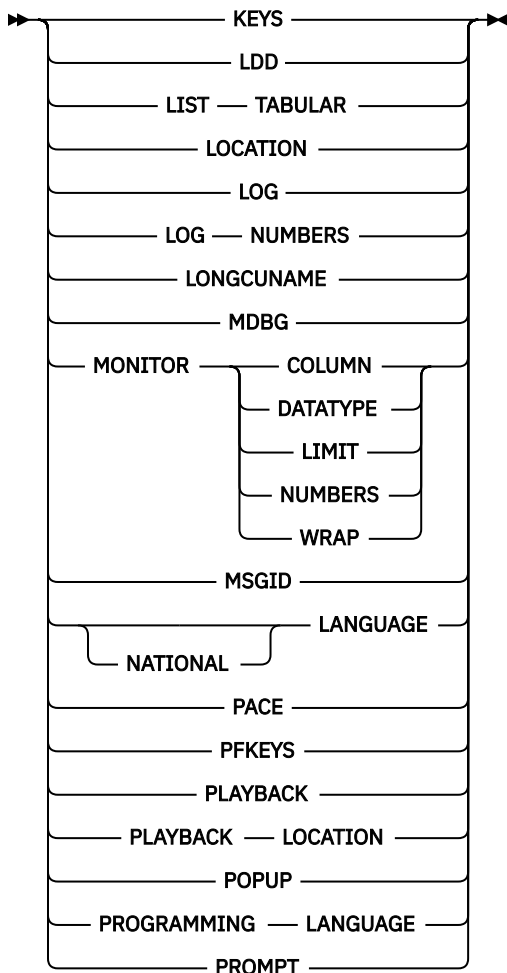 KEYS
LDD
LIST TABULAR
LOCATION
LOG
LOG NUMBERS
LONGCUNAME
MDBG
MONITOR COLUMN
DATATYPE
LIMIT
NUMBERS
WRAP
MSGID
LANGUAGE
NATIONAL
PACE
PFKEYS
PLAYBACK
PLAYBACK LOCATION
POPUP
PROGRAMMING LANGUAGE
PROMPT